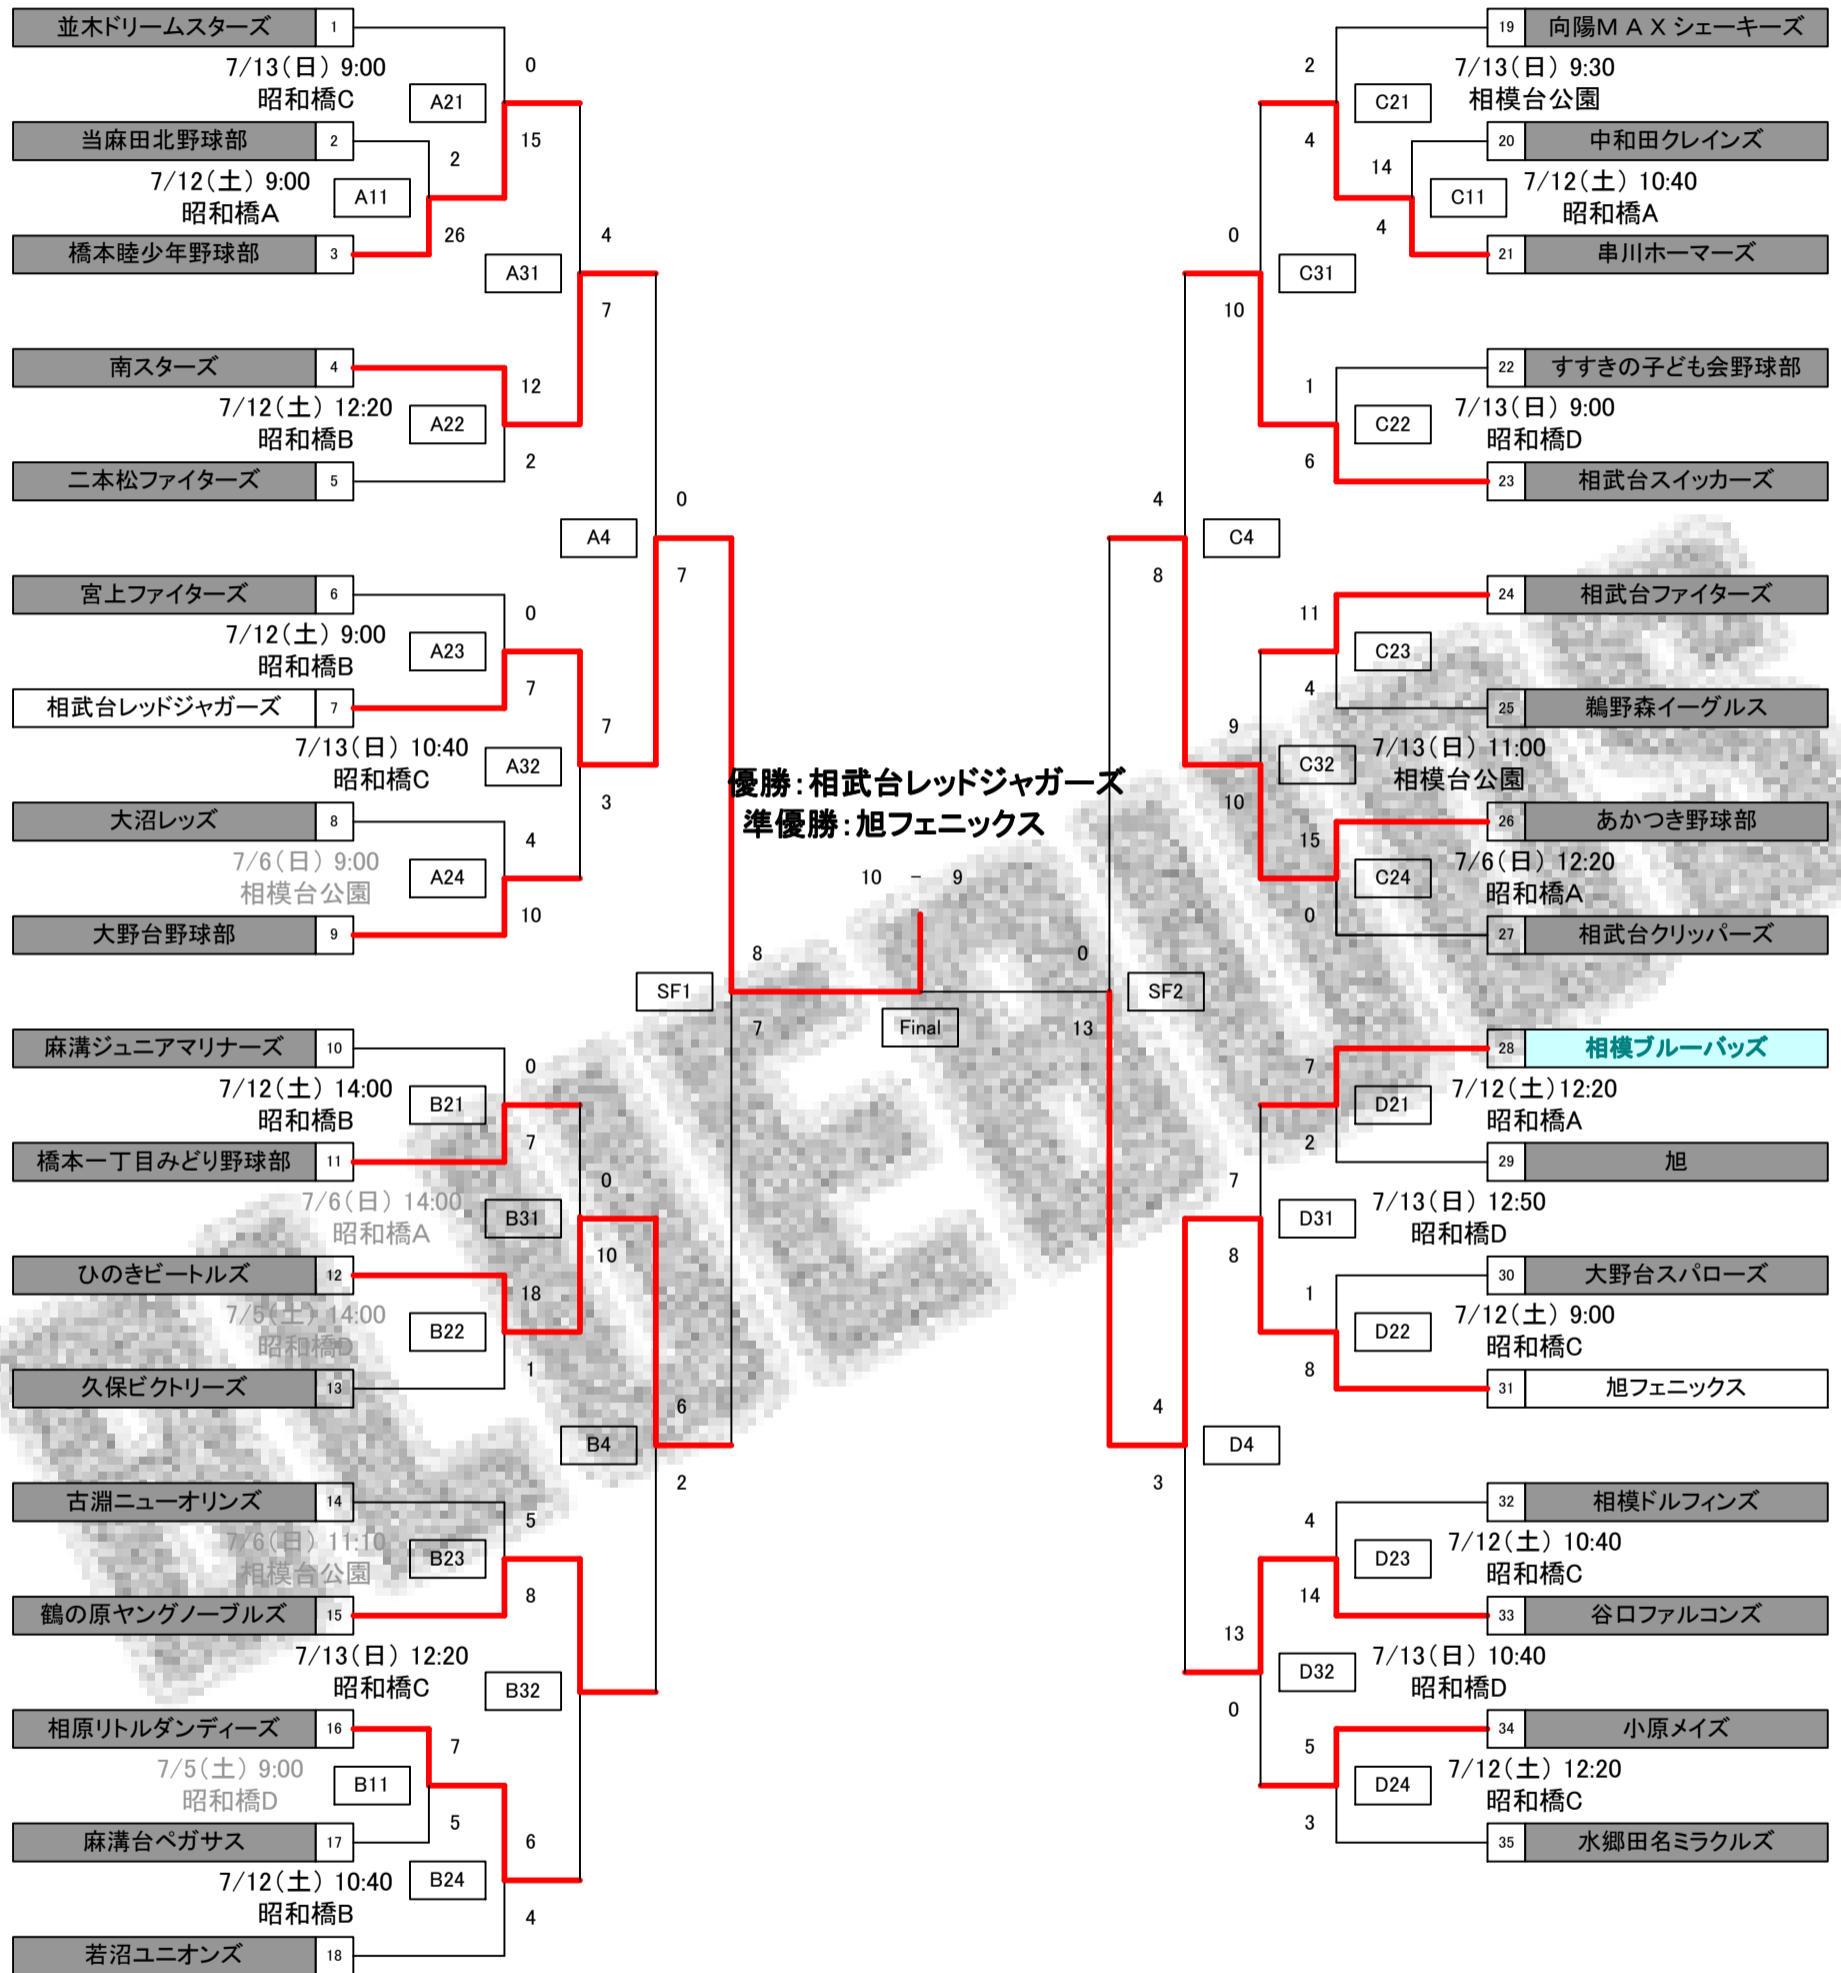 並木ドリームスターズ 1
0
7/13(日) 9:00
昭和橋C
A21
当麻田北野球部 2
15
2
7/12(土) 9:00
昭和橋A
A11
橋本睦少年野球部 3
26
4
A31
7
南スターズ 4
12
7/12(土) 12:20
昭和橋B
A22
2
二本松ファイターズ 5
0
A4
7
宮上ファイターズ 6
0
7/12(土) 9:00
昭和橋B
A23
7
相武台レッドジャガーズ 7
7
7/13(日) 10:40
昭和橋C
A32
3
大沼レッズ 8
4
7/6(日) 9:00
相模台公園
A24
10
大野台野球部 9
8
SF1
7
麻溝ジュニアマリナーズ 10
0
7/12(土) 14:00
昭和橋B
B21
7
橋本一丁目みどり野球部 11
0
7/6(日) 14:00
昭和橋A
B31
10
ひのきビートルズ 12
18
7/5(土) 14:00
昭和橋D
B22
1
久保ビクトリーズ 13
6
B4
2
古淵ニューオリンズ 14
5
7/6(日) 11:10
相模台公園
B23
8
鶴の原ヤングノーブルズ 15
7/13(日) 12:20
昭和橋C
B32
相原リトルダンディーズ 16
7
7/5(土) 9:00
昭和橋D
B11
5
麻溝台ペガサス 17
6
7/12(土) 10:40
昭和橋B
B24
4
若沼ユニオンズ 18
優勝:相武台レッドジャガーズ
準優勝:旭フェニックス
10 - 9
Final
19 向陽MAXシェーキーズ
2
7/13(日) 9:30
相模台公園
C21
4
20 中和田クレインズ
14
7/12(土) 10:40
昭和橋A
C11
4
21 串川ホーマーズ
0
C31
10
22 すすきの子ども会野球部
1
7/13(日) 9:00
昭和橋D
C22
6
23 相武台スイッカーズ
4
C4
8
24 相武台ファイターズ
11
C23
4
25 鵜野森イーグルス
9
7/13(日) 11:00
相模台公園
C32
10
26 あかつき野球部
15
7/6(日) 12:20
昭和橋A
C24
0
27 相武台クリッパーズ
0
SF2
13
28 相模ブルーバッズ
7
7/12(土)12:20
昭和橋A
D21
2
29 旭
7
7/13(日) 12:50
昭和橋D
D31
8
30 大野台スパローズ
1
7/12(土) 9:00
昭和橋C
D22
8
31 旭フェニックス
4
D4
3
32 相模ドルフィンズ
4
7/12(土) 10:40
昭和橋C
D23
14
33 谷口ファルコンズ
13
7/13(日) 10:40
昭和橋D
D32
0
34 小原メイズ
5
7/12(土) 12:20
昭和橋C
D24
3
35 水郷田名ミラクルズ